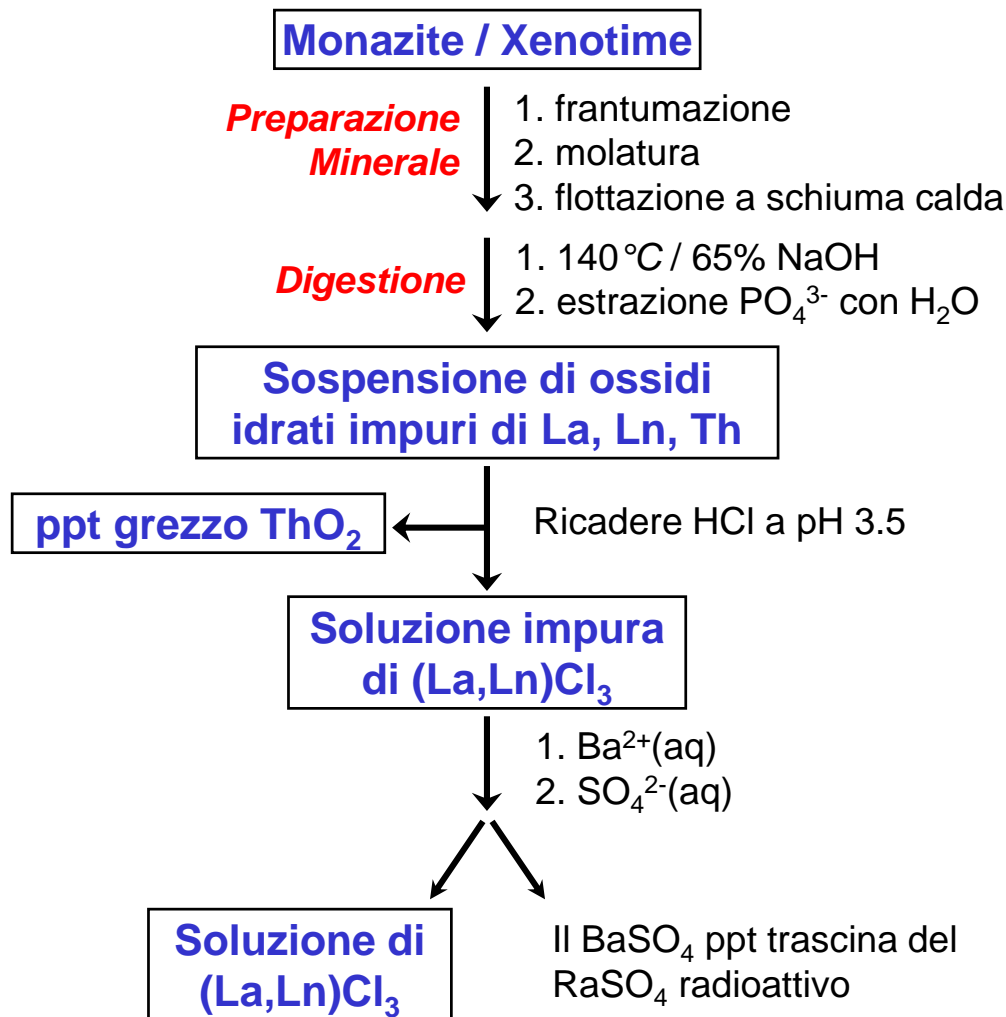 Monazite / Xenotime
Preparazione
Minerale
1. frantumazione
2. molatura
3. flottazione a schiuma calda
Digestione
1. 140°C / 65% NaOH
2. estrazione PO₄³⁻ con H₂O
Sospensione di ossidi
idrati impuri di La, Ln, Th
ppt grezzo ThO₂
Ricadere HCl a pH 3.5
Soluzione impura
di (La,Ln)Cl₃
1. Ba²⁺(aq)
2. SO₄²⁻(aq)
Soluzione di
(La,Ln)Cl₃
Il BaSO₄ ppt trascina del
RaSO₄ radioattivo